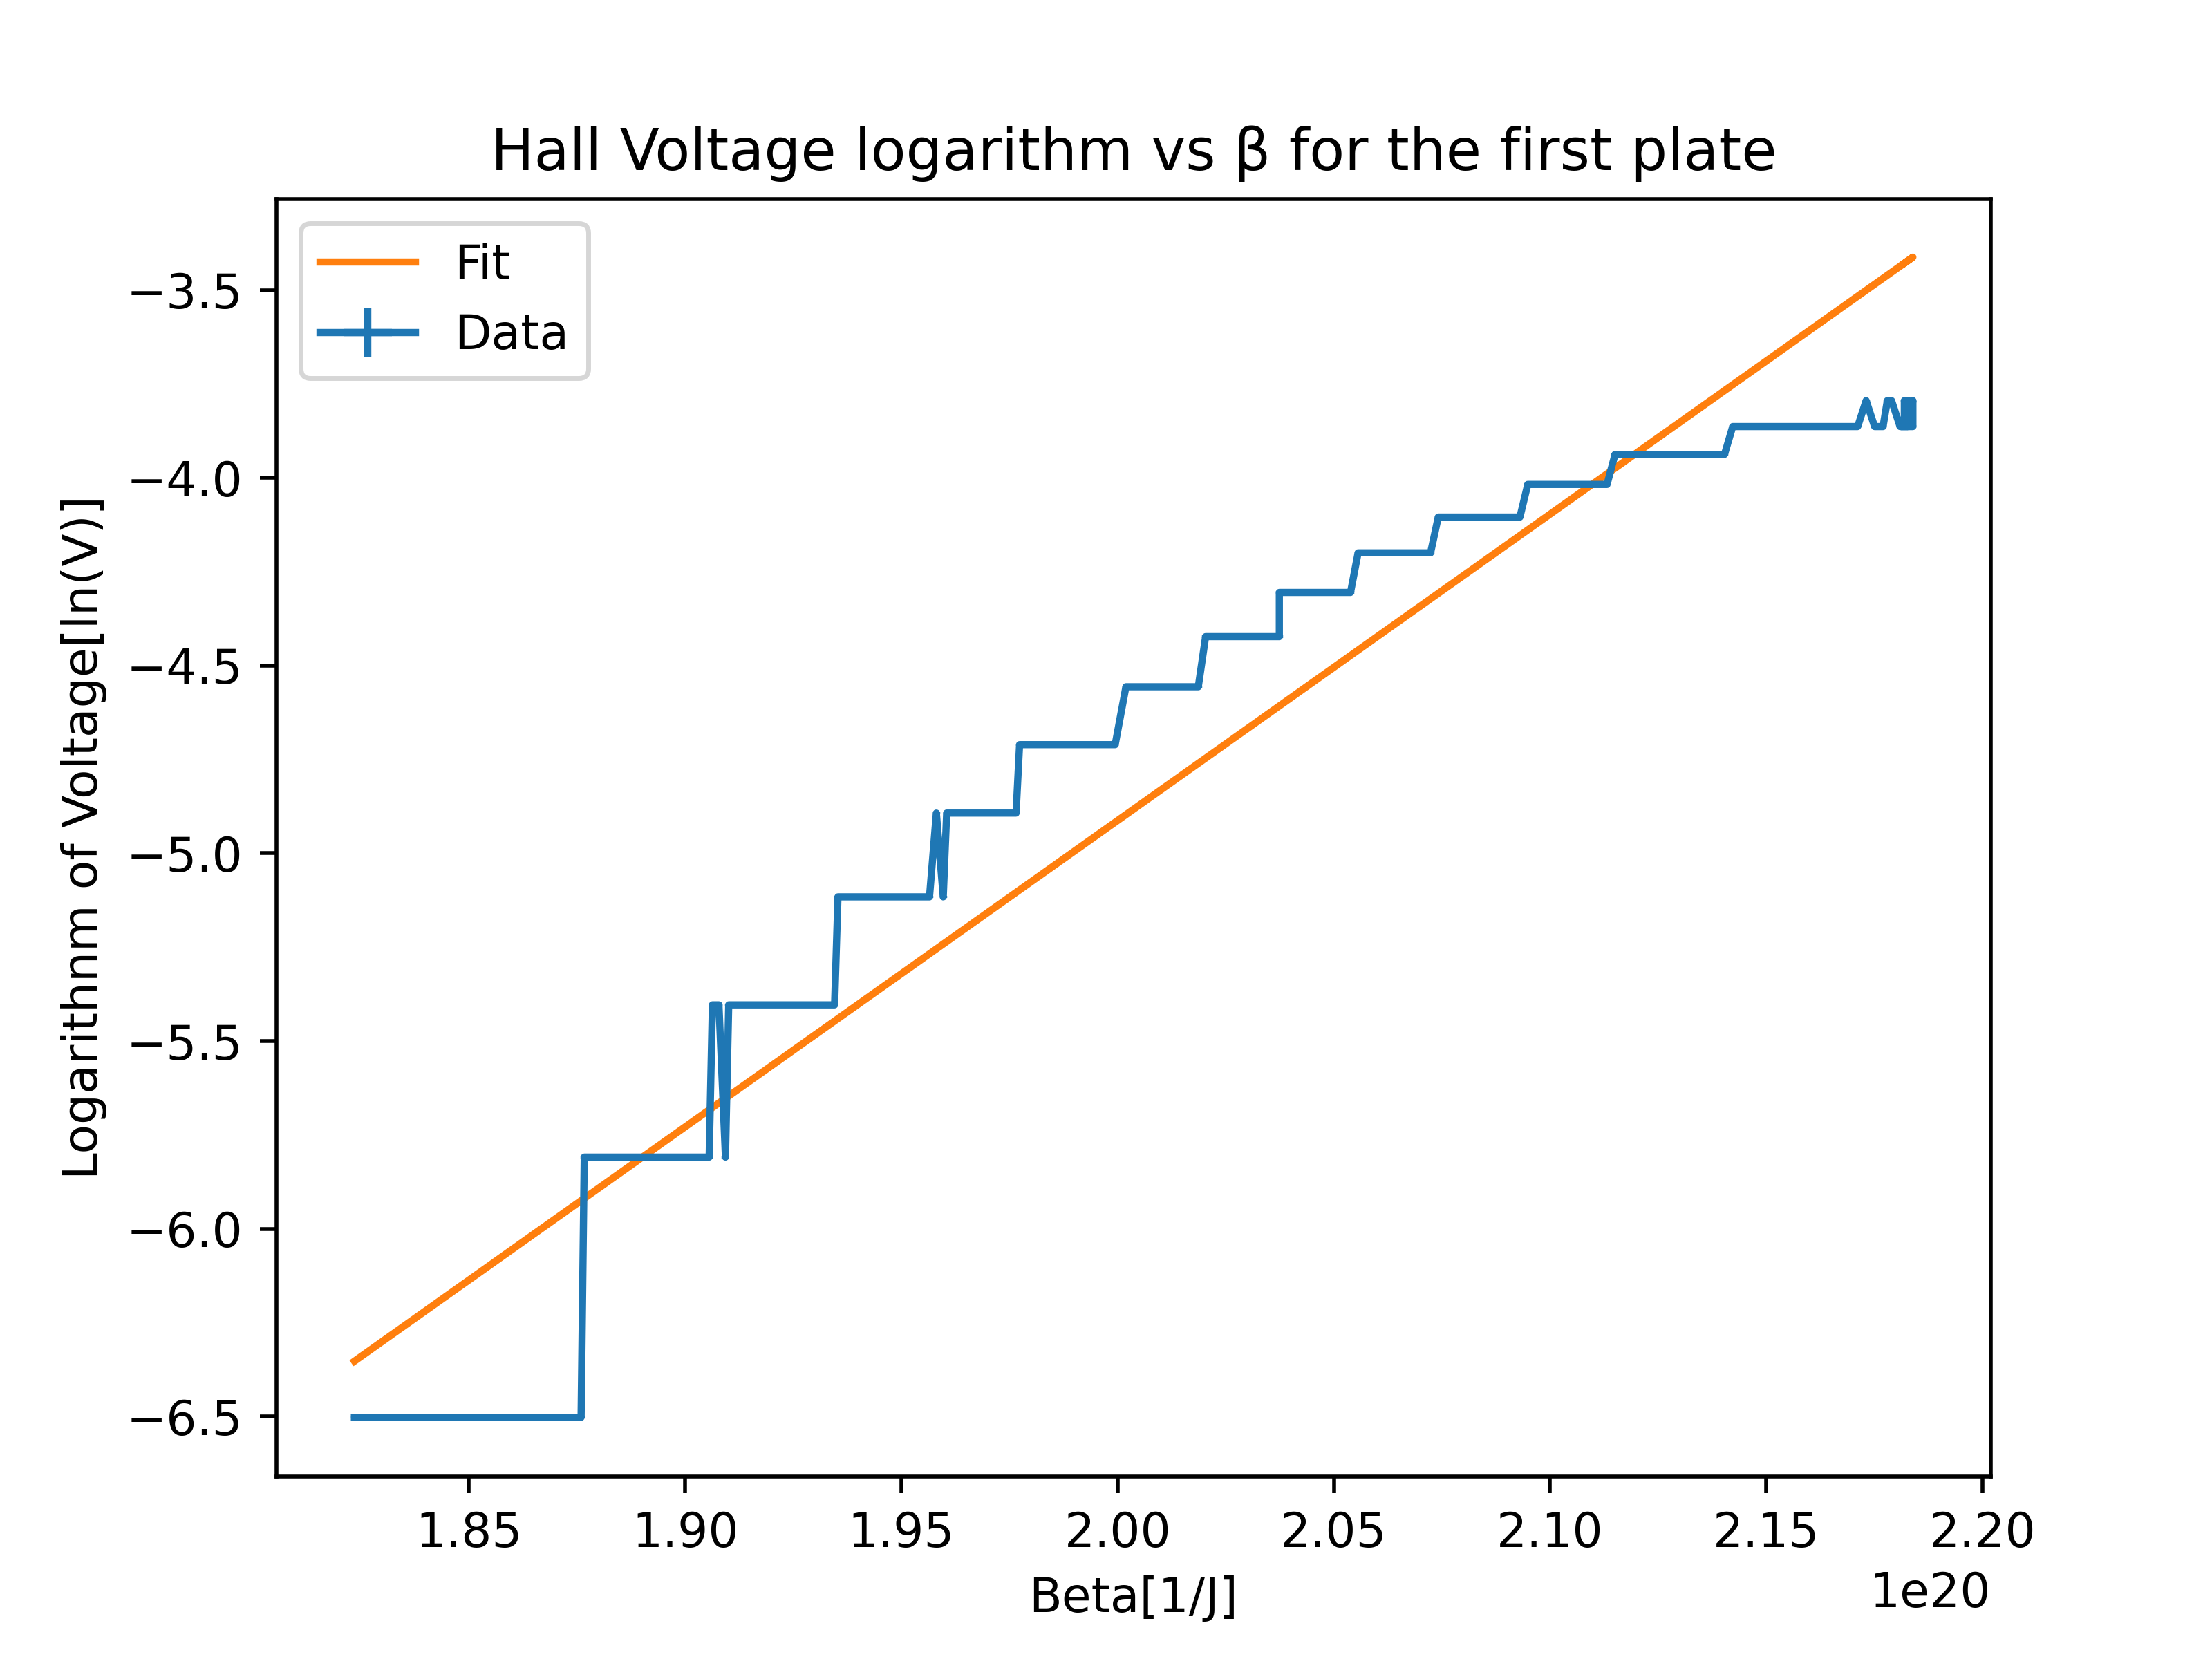 Hall Voltage logarithm vs β for the first plate
Fit
Data
−3.5
−4.0
−4.5
−5.0
−5.5
−6.0
−6.5
Logarithnm of Voltage[ln(V)]
1.85 1.90 1.95 2.00 2.05 2.10 2.15 2.20
1e20
Beta[1/J]